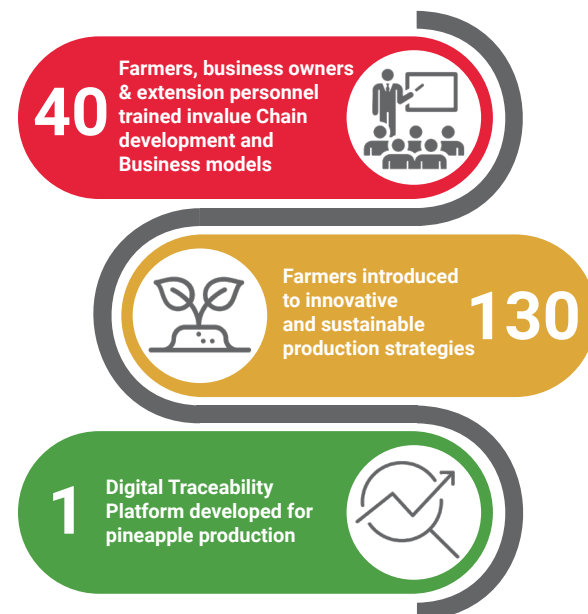 40
Farmers, business owners
& extension personnel
trained invalue Chain
development and
Business models
Farmers introduced
to innovative
and sustainable
production strategies
130
1
Digital Traceability
Platform developed for
pineapple production